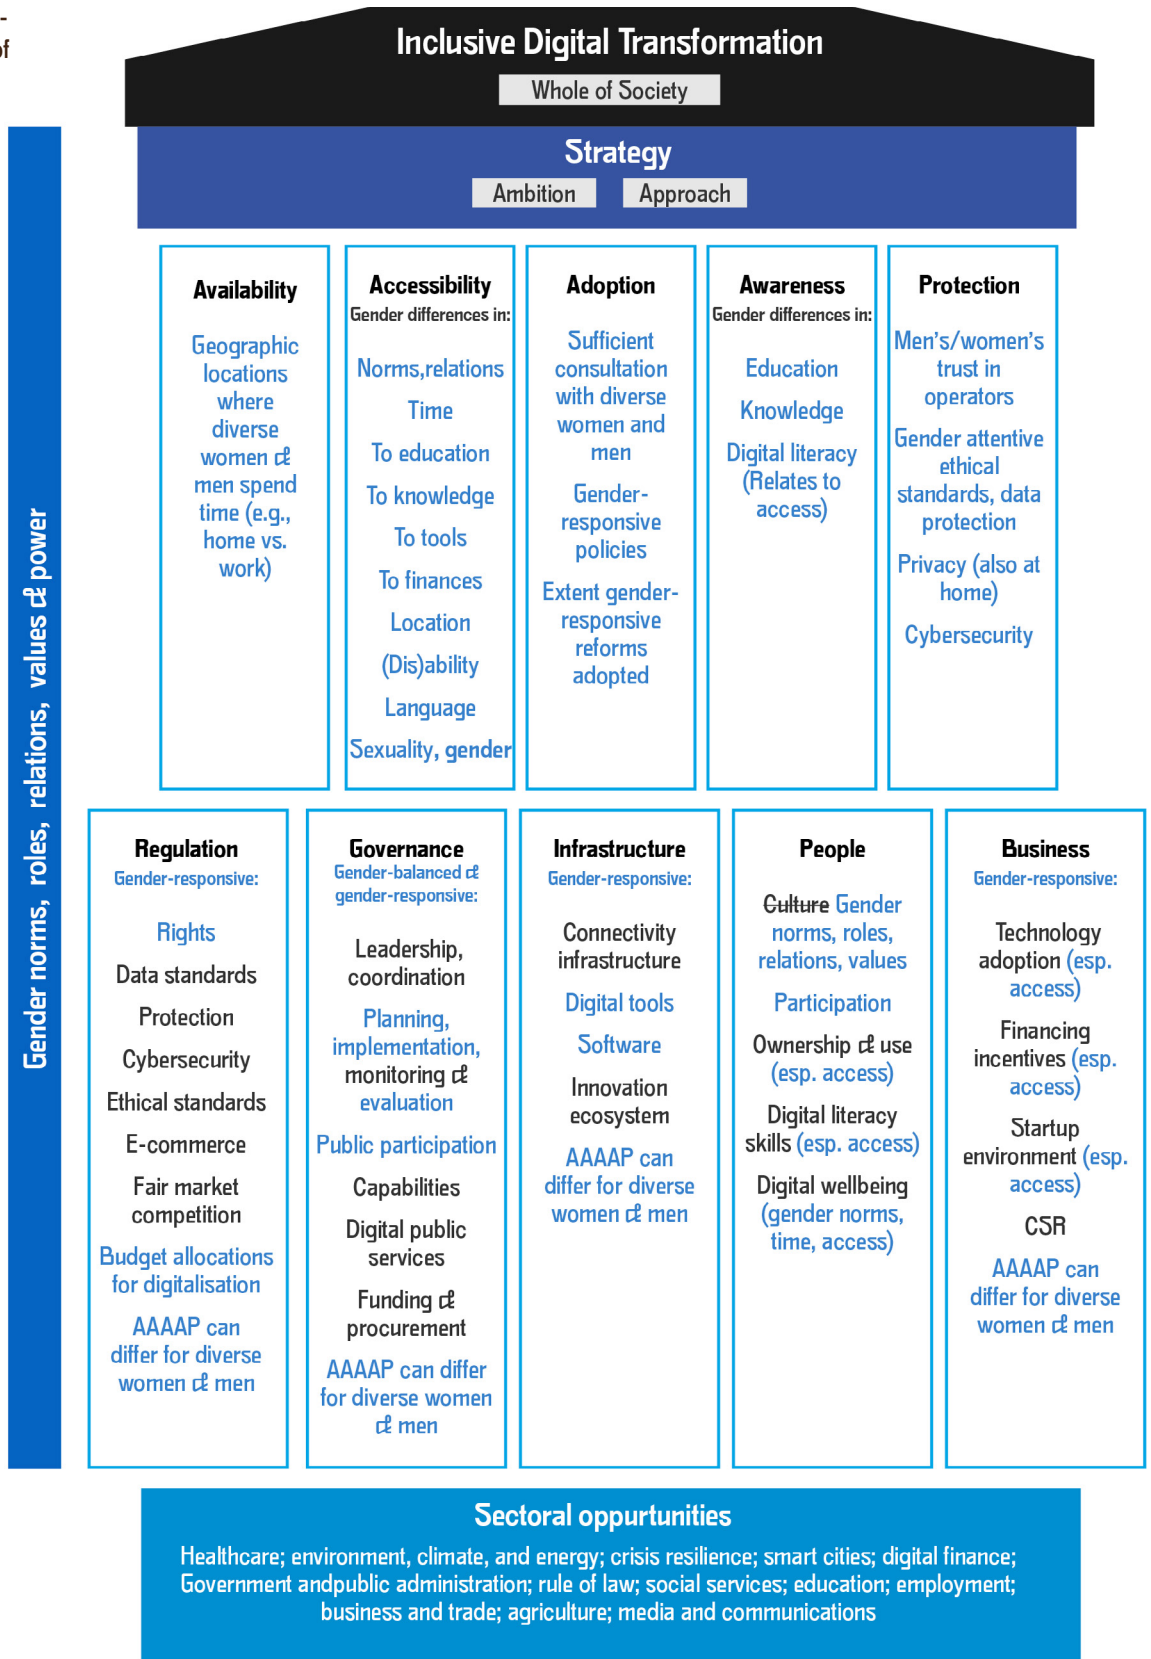 -
of
Inclusive Digital Transformation
Whole of Society
Strategy
Ambition
Approach
Gender norms, roles, relations, values & power
Availability
Geographic
locations
where
diverse
women &
men spend
time (e.g.,
home vs.
work)
Accessibility
Gender differences in:
Norms,relations
Time
To education
To knowledge
To tools
To finances
Location
(Dis)ability
Language
Sexuality, gender
Adoption
Sufficient
consultation
with diverse
women and
men
Gender-
responsive
policies
Extent gender-
responsive
reforms
adopted
Awareness
Gender differences in:
Education
Knowledge
Digital literacy
(Relates to
access)
Protection
Men's/women's
trust in
operators
Gender attentive
ethical
standards, data
protection
Privacy (also at
home)
Cybersecurity
Regulation
Gender-responsive:
Rights
Data standards
Protection
Cybersecurity
Ethical standards
E-commerce
Fair market
competition
Budget allocations
for digitalisation
AAAAP can
differ for diverse
women & men
Governance
Gender-balanced &
gender-responsive:
Leadership,
coordination
Planning,
implementation,
monitoring &
evaluation
Public participation
Capabilities
Digital public
services
Funding &
procurement
AAAAP can differ
for diverse women
& men
Infrastructure
Gender-responsive:
Connectivity
infrastructure
Digital tools
Software
Innovation
ecosystem
AAAAP can
differ for diverse
women & men
People
Culture Gender
norms, roles,
relations, values
Participation
Ownership & use
(esp. access)
Digital literacy
skills (esp. access)
Digital wellbeing
(gender norms,
time, access)
Business
Gender-responsive:
Technology
adoption (esp.
access)
Financing
incentives (esp.
access)
Startup
environment (esp.
access)
CSR
AAAAP can
differ for diverse
women & men
Sectoral oppurtunities
Healthcare; environment, climate, and energy; crisis resilience; smart cities; digital finance;
Government andpublic administration; rule of law; social services; education; employment;
business and trade; agriculture; media and communications